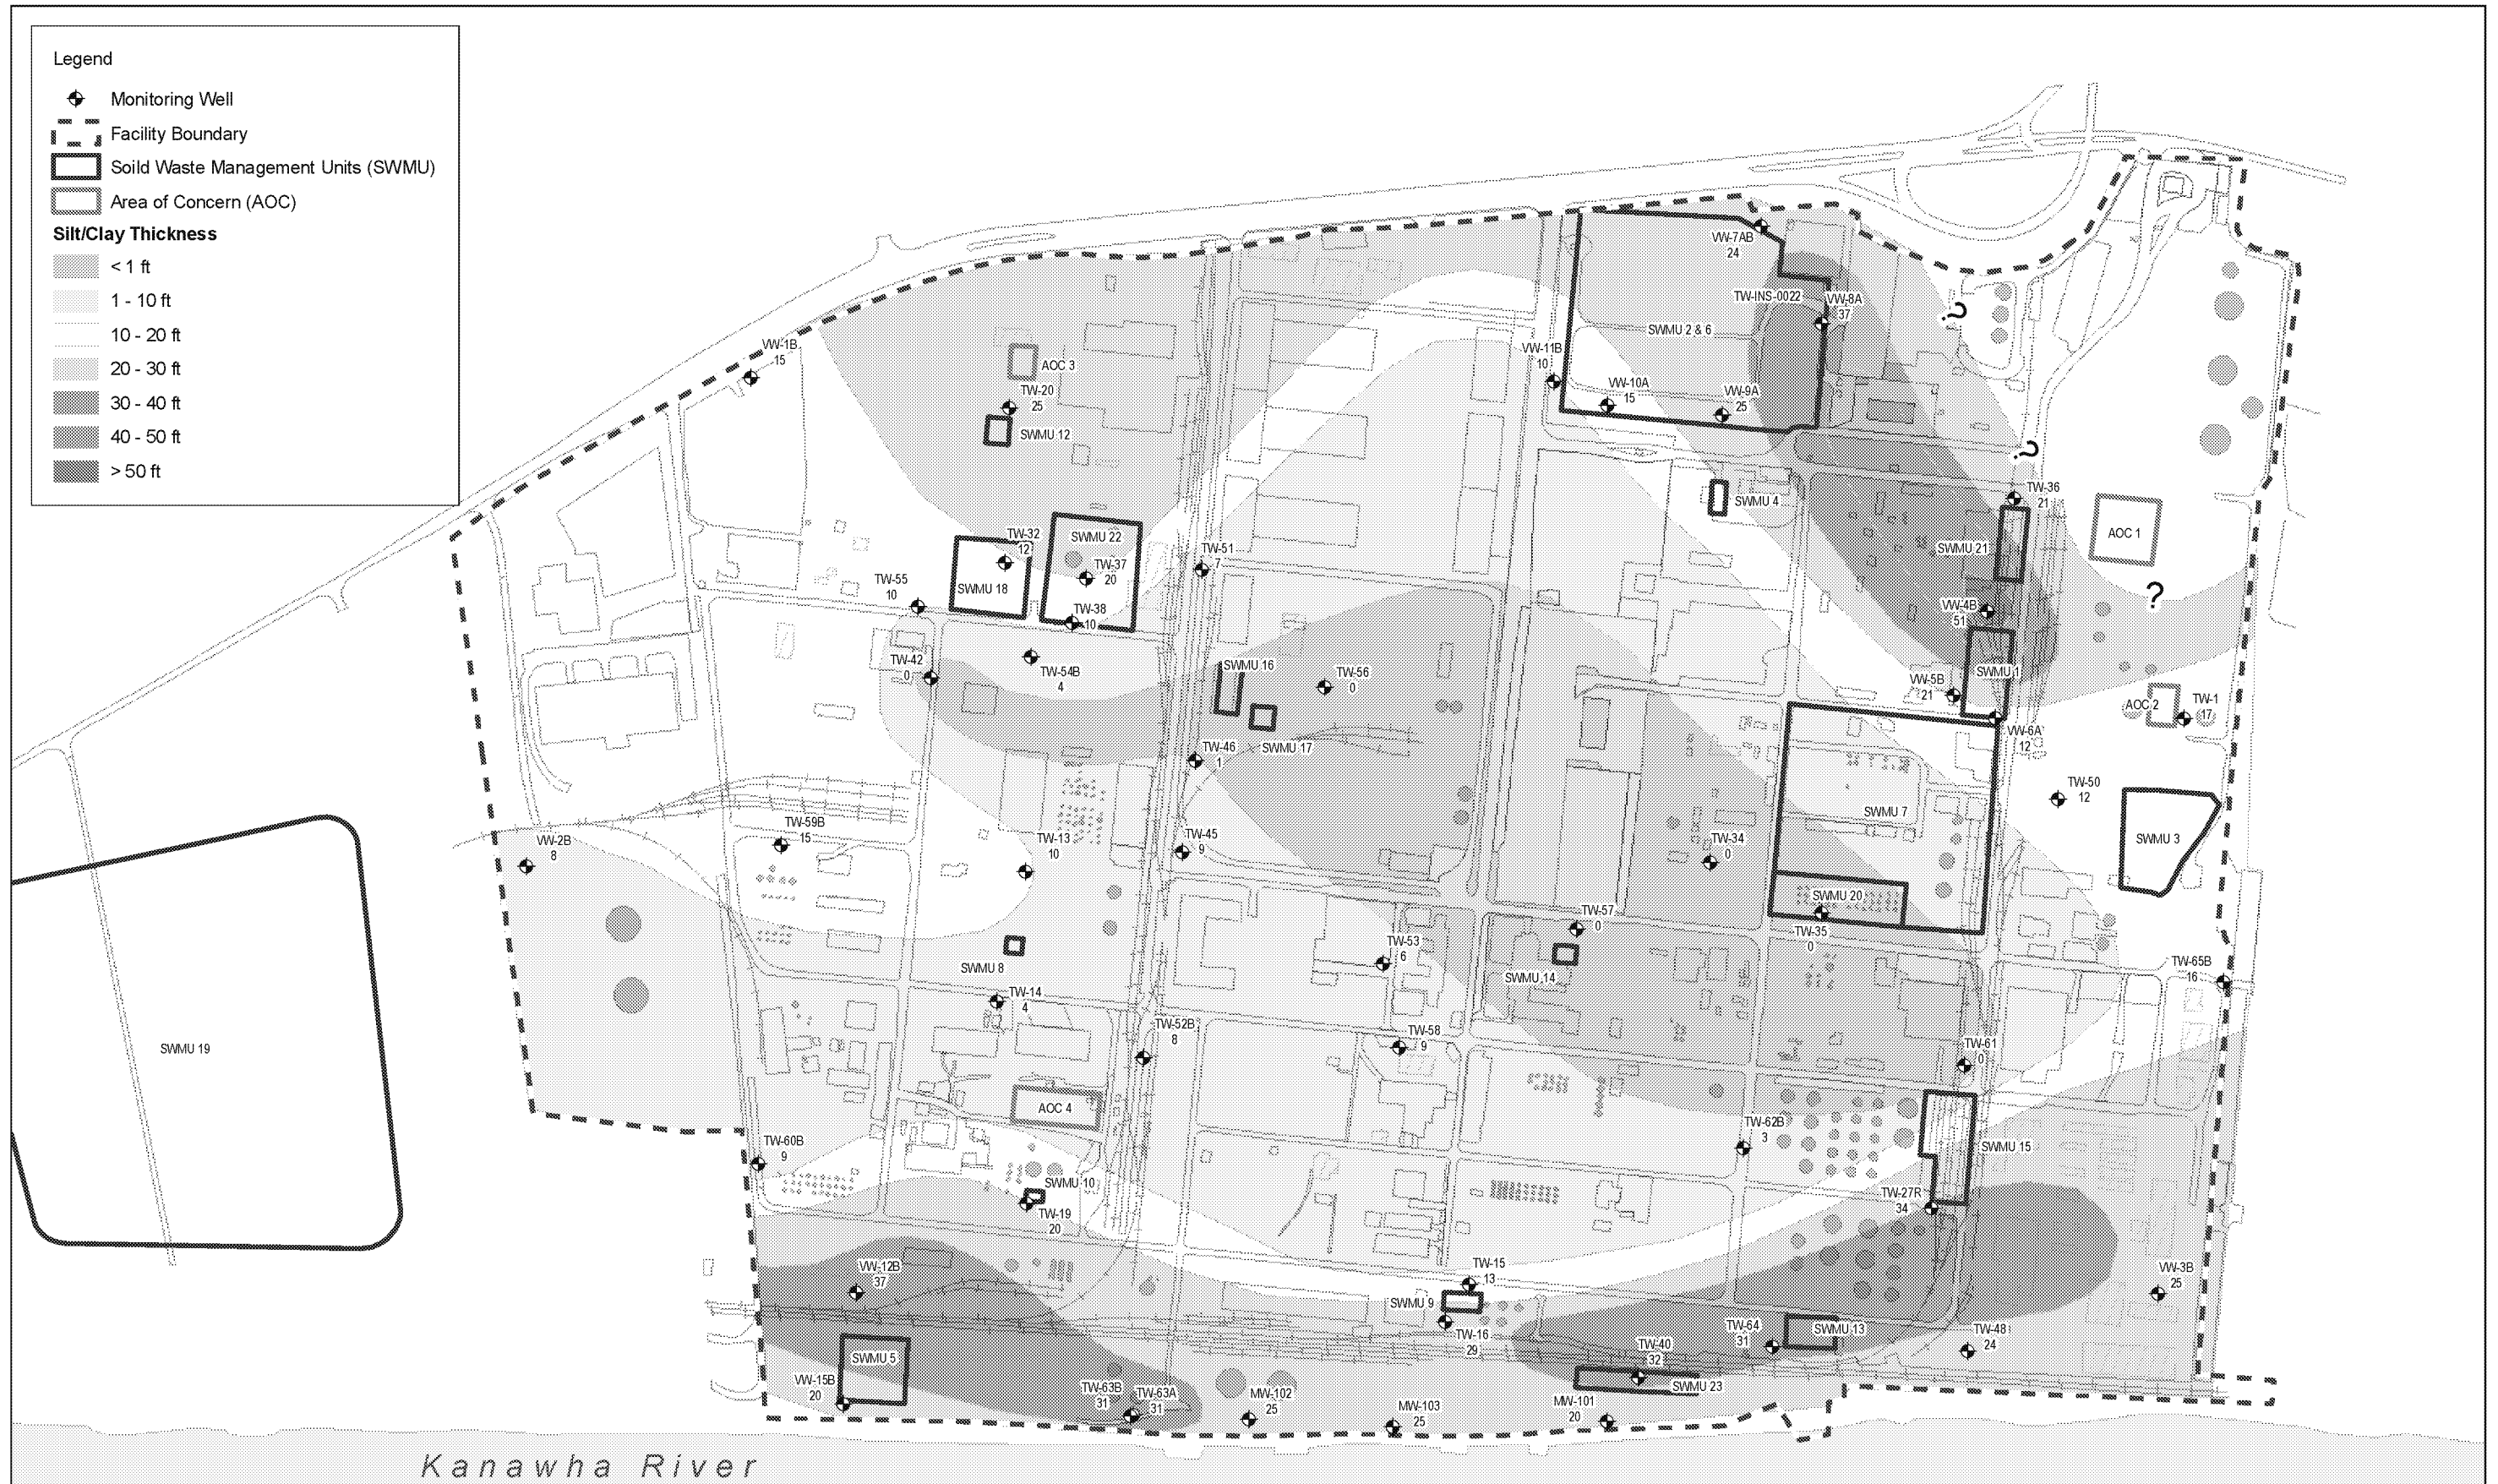 Legend
Monitoring Well
Facility Boundary
Soild Waste Management Units (SWMU)
Area of Concern (AOC)
Silt/Clay Thickness
< 1 ft
1 - 10 ft
10 - 20 ft
20 - 30 ft
30 - 40 ft
40 - 50 ft
> 50 ft
VW-7AB
24
TW-INS-0022
VW-8A
37
SWMU 2 & 6
?
VW-1B
15
AOC 3
VW-11B
10
TW-20
25
VW-10A
15
VW-9A
25
SWMU 12
?
SWMU 4
TW-36
21
AOC 1
TW-32
12
SWMU 22
SWMU 21
TW-51
7
TW-37
20
TW-55
10
SWMU 18
TW-38
10
VW-4B
51
?
TW-42
0
TW-54B
4
SWMU 16
TW-56
0
SWMU 1
VW-5B
21
AOC 2
TW-1
17
VW-6A
12
SWMU 17
TW-46
1
TW-50
12
SWMU 7
SWMU 3
TW-59B
15
VW-2B
8
TW-13
10
TW-45
9
TW-34
0
SWMU 20
TW-35
0
TW-57
0
TW-53
6
SWMU 14
SWMU 8
TW-65B
16
TW-14
4
TW-52B
8
TW-58
9
TW-61
0
SWMU 19
AOC 4
TW-60B
9
TW-62B
3
SWMU 15
SWMU 10
TW-19
20
TW-27R
34
VW-12B
37
TW-15
13
VW-3B
25
SWMU 9
TW-16
29
TW-64
31
SWMU 13
TW-48
24
SWMU 5
TW-40
32
SWMU 23
VW-15B
20
TW-63B
31
TW-63A
31
MW-102
25
MW-103
25
MW-101
20
Kanawha River